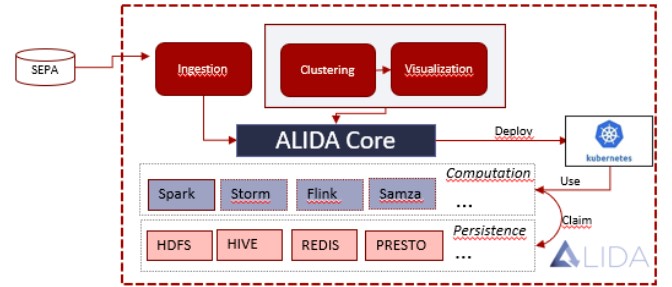 SEPA
Ingestion
Clustering
Visualization
ALIDA Core
Deploy
kubernetes
Computation
Use
Spark
Storm
Flink
Samza
...
Claim
Persistence
HDFS
HIVE
REDIS
PRESTO
...
ALIDA